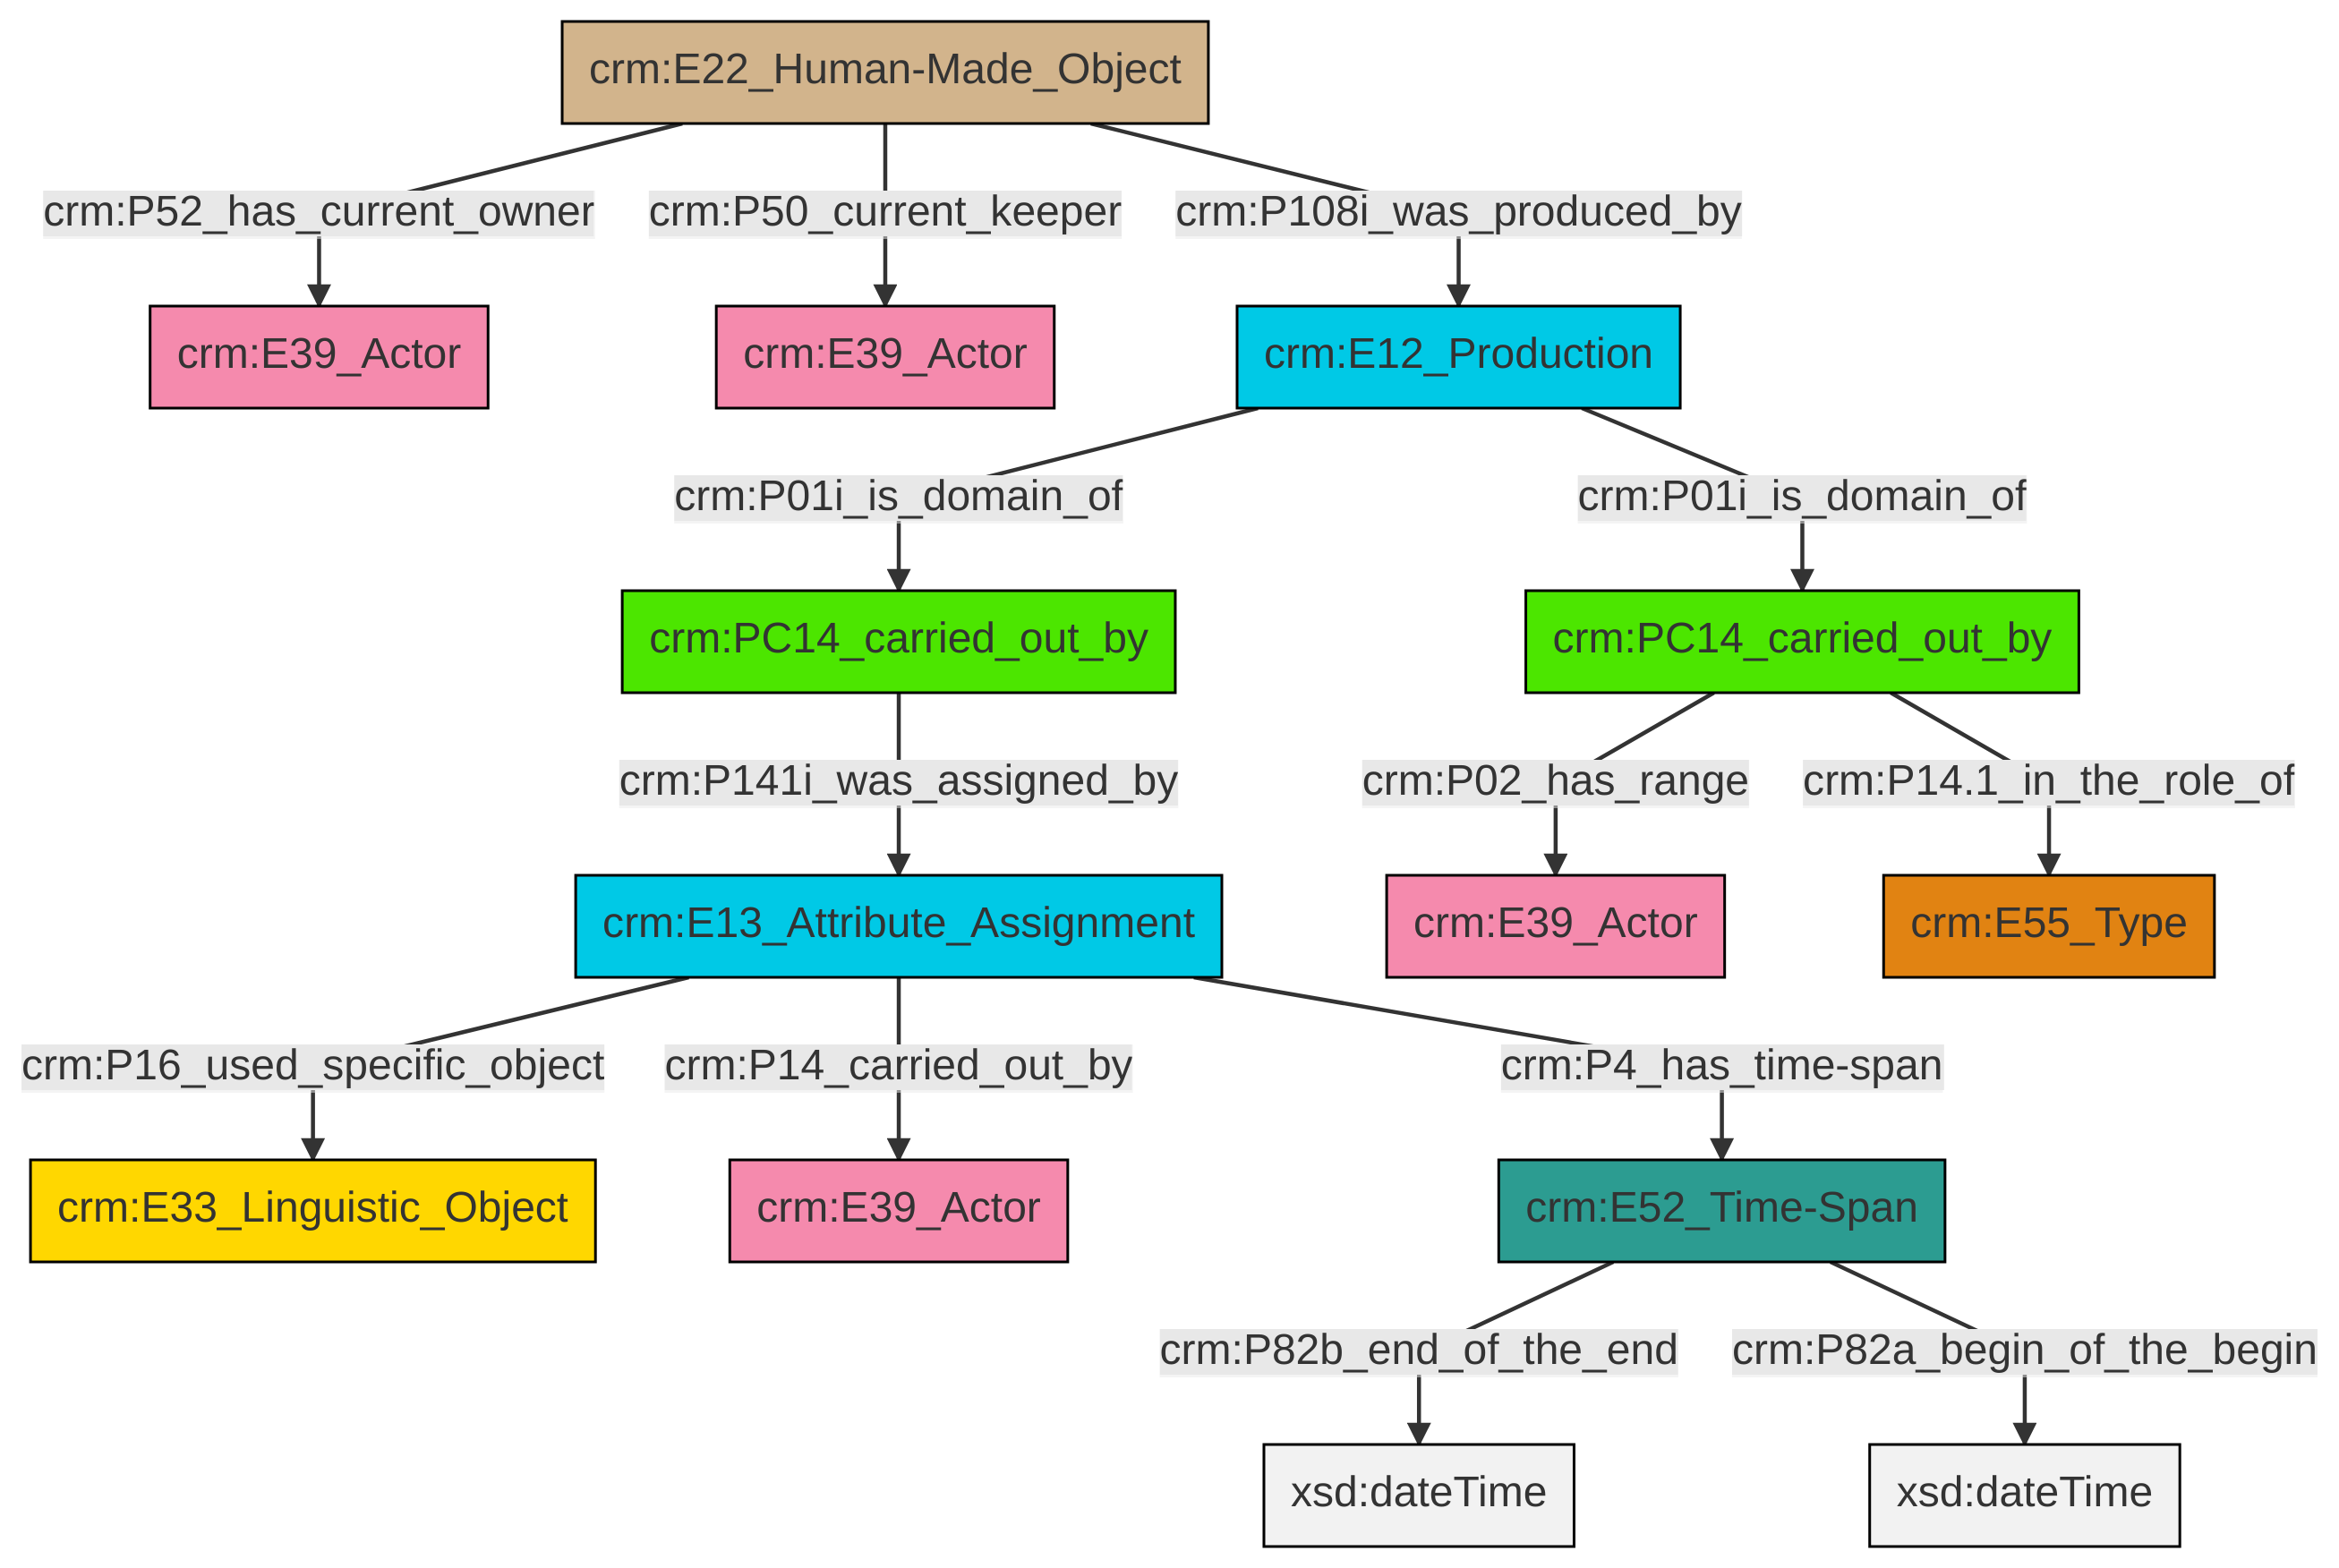 crm:E22_Human-Made_Object
crm:P52_has_current_owner
crm:P50_current_keeper
crm:P108i_was_produced_by
crm:E39_Actor
crm:E39_Actor
crm:E12_Production
crm:P01i_is_domain_of
crm:P01i_is_domain_of
crm:PC14_carried_out_by
crm:PC14_carried_out_by
crm:P141i_was_assigned_by
crm:P02_has_range
crm:P14.1_in_the_role_of
crm:E13_Attribute_Assignment
crm:E39_Actor
crm:E55_Type
crm:P16_used_specific_object
crm:P14_carried_out_by
crm:P4_has_time-span
crm:E33_Linguistic_Object
crm:E39_Actor
crm:E52_Time-Span
crm:P82b_end_of_the_end
crm:P82a_begin_of_the_begin
xsd:dateTime
xsd:dateTime